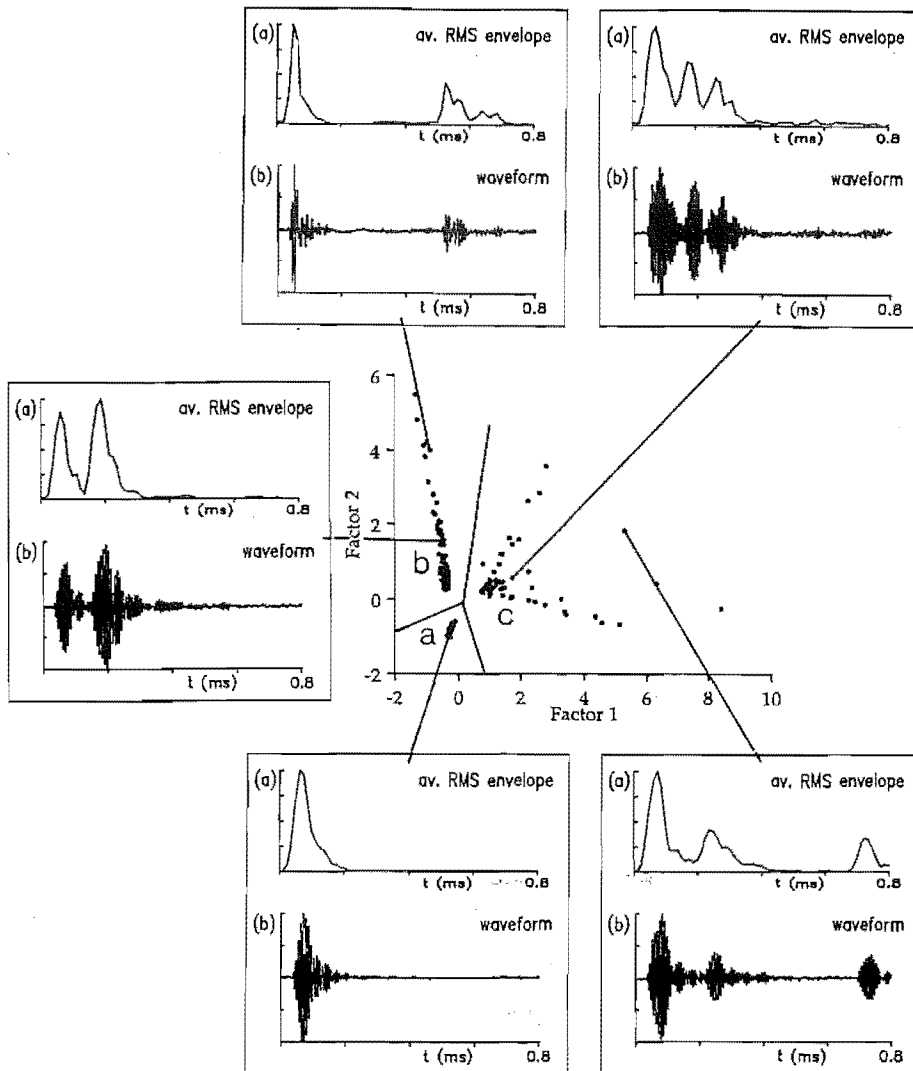 (a) av. RMS envelope
t (ms) 0.8
(b) waveform
t (ms) 0.8
(a) av. RMS envelope
t (ms) 0.8
(b) waveform
t (ms) 0.8
(a) av. RMS envelope
t (ms) 0.8
(b) waveform
t (ms) 0.8
6
4
2
0
-2
Factor 2
b
a
c
-2 0 2 4 6 8 10
Factor 1
(a) av. RMS envelope
t (ms) 0.8
(b) waveform
t (ms) 0.8
(a) av. RMS envelope
t (ms) 0.8
(b) waveform
t (ms) 0.8